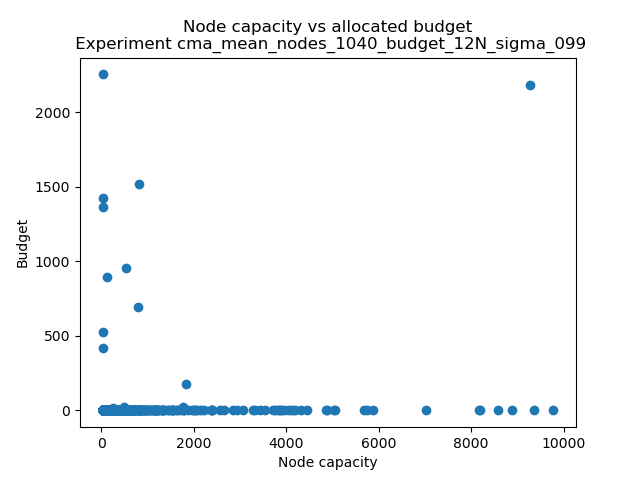 Node capacity vs allocated budget
Experiment cma_mean_nodes_1040_budget_12N_sigma_099
2000
1500
1000
500
0
Budget
0 2000 4000 6000 8000 10000
Node capacity